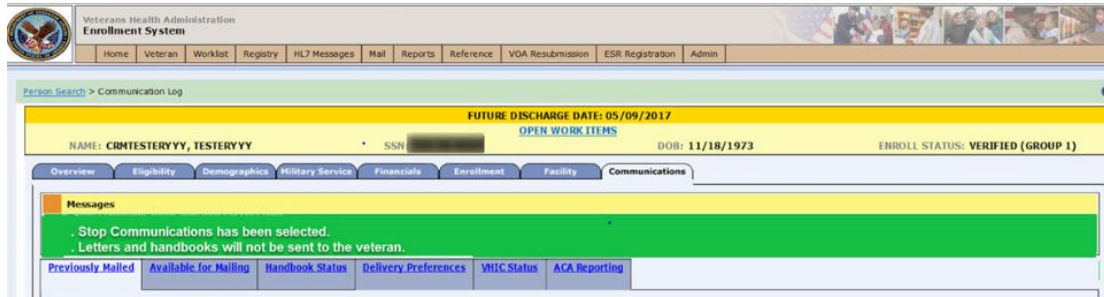 Veterans Health Administration
Enrollment System
Home Veteran Worklist Registry HL7 Messages Mail Reports Reference VOA Resubmission ESR Registration Admin
Person Search > Communication Log
FUTURE DISCHARGE DATE: 05/09/2017
OPEN WORK ITEMS
NAME: CRMTESTERYYY, TESTERYYY SSN: DOB: 11/18/1973 ENROLL STATUS: VERIFIED (GROUP 1)
Overview Eligibility Demographics Military Service Financials Enrollment Facility Communications
Messages
. Stop Communications has been selected.
. Letters and handbooks will not be sent to the veteran.
Previously Mailed Available for Mailing Handbook Status Delivery Preferences VHIC Status ACA Reporting